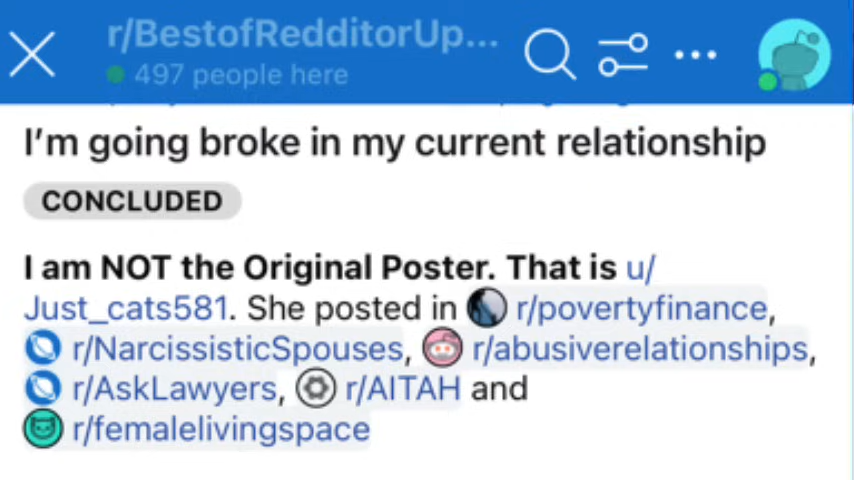 r/BestofRedditorUp...
497 people here
I'm going broke in my current relationship
CONCLUDED
I am NOT the Original Poster. That is u/
Just_cats581. She posted in r/povertyfinance,
r/NarcissisticSpouses, r/abusiverelationships,
r/AskLawyers, r/AITAH and
r/femalelivingspace